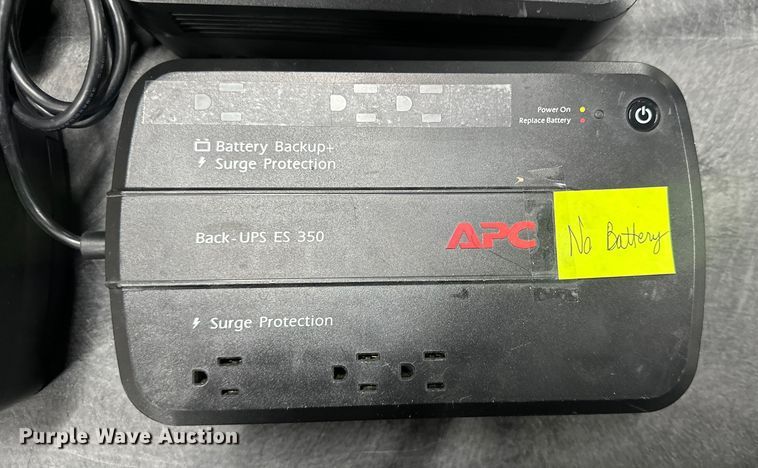 Power On
Replace Battery
Battery Backup+
Surge Protection
Back-UPS ES 350
APC
No Battery
Surge Protection
Purple Wave Auction